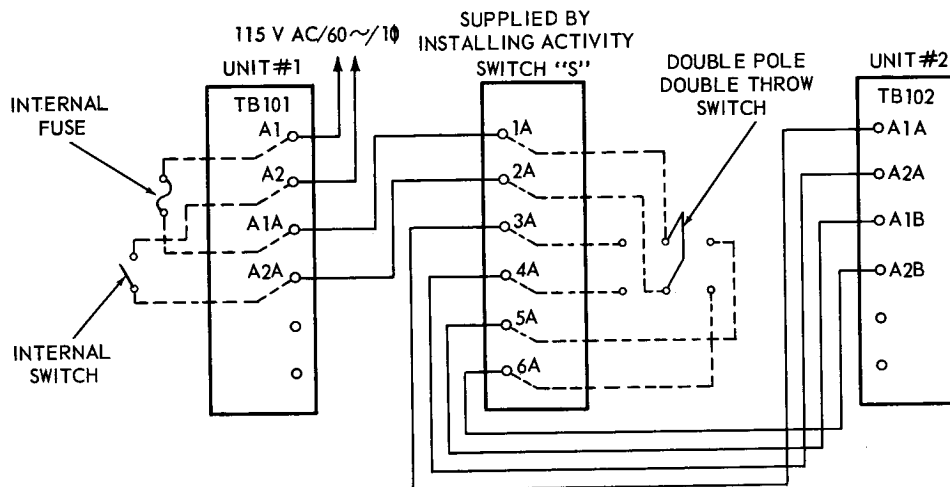 115 V AC/60~/1ϕ
SUPPLIED BY
INSTALLING ACTIVITY
SWITCH "S"
DOUBLE POLE
DOUBLE THROW
SWITCH
UNIT#1
TB101
A1
A2
A1A
A2A
INTERNAL
FUSE
INTERNAL
SWITCH
1A
2A
3A
4A
5A
6A
UNIT#2
TB102
A1A
A2A
A1B
A2B